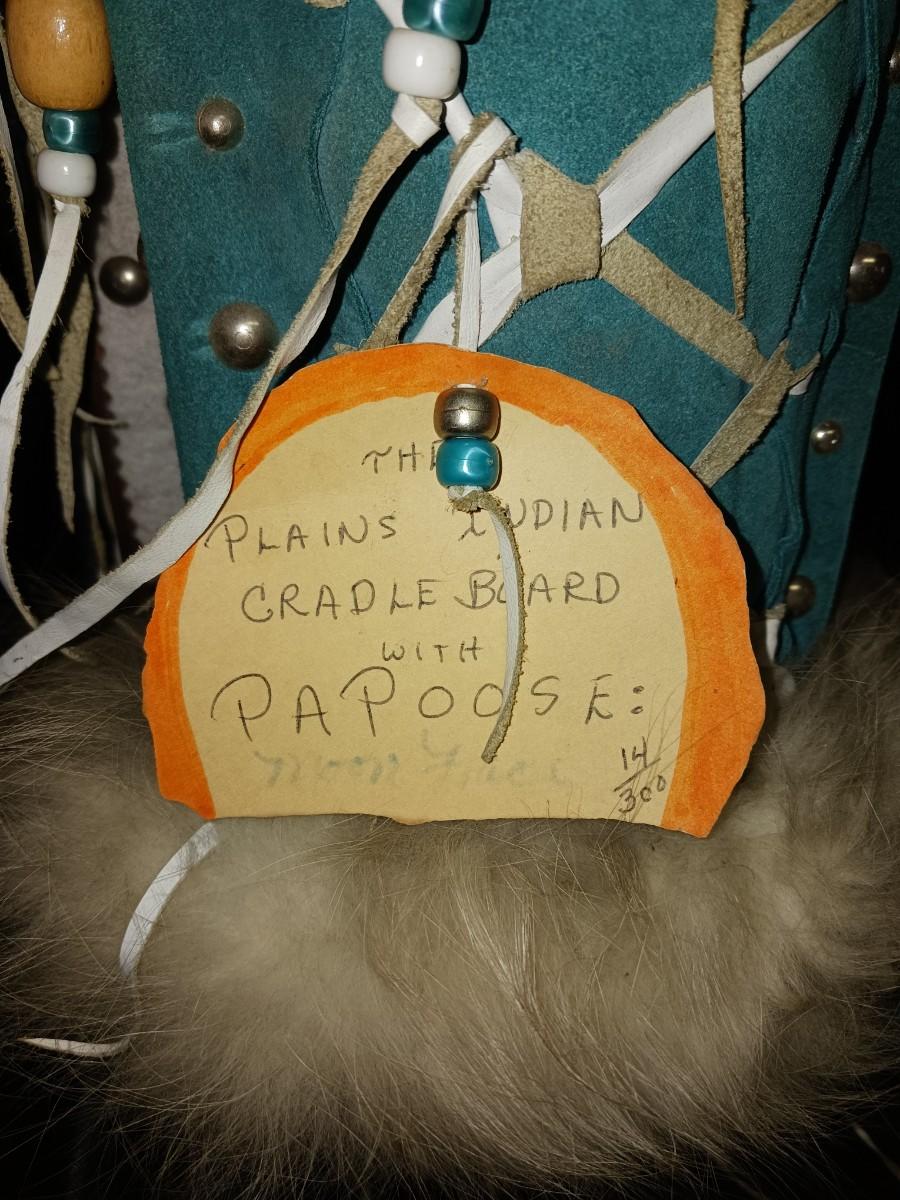 THE
PLAINS INDIAN
CRADLE BOARD
WITH
PAPOOSE:
14
300